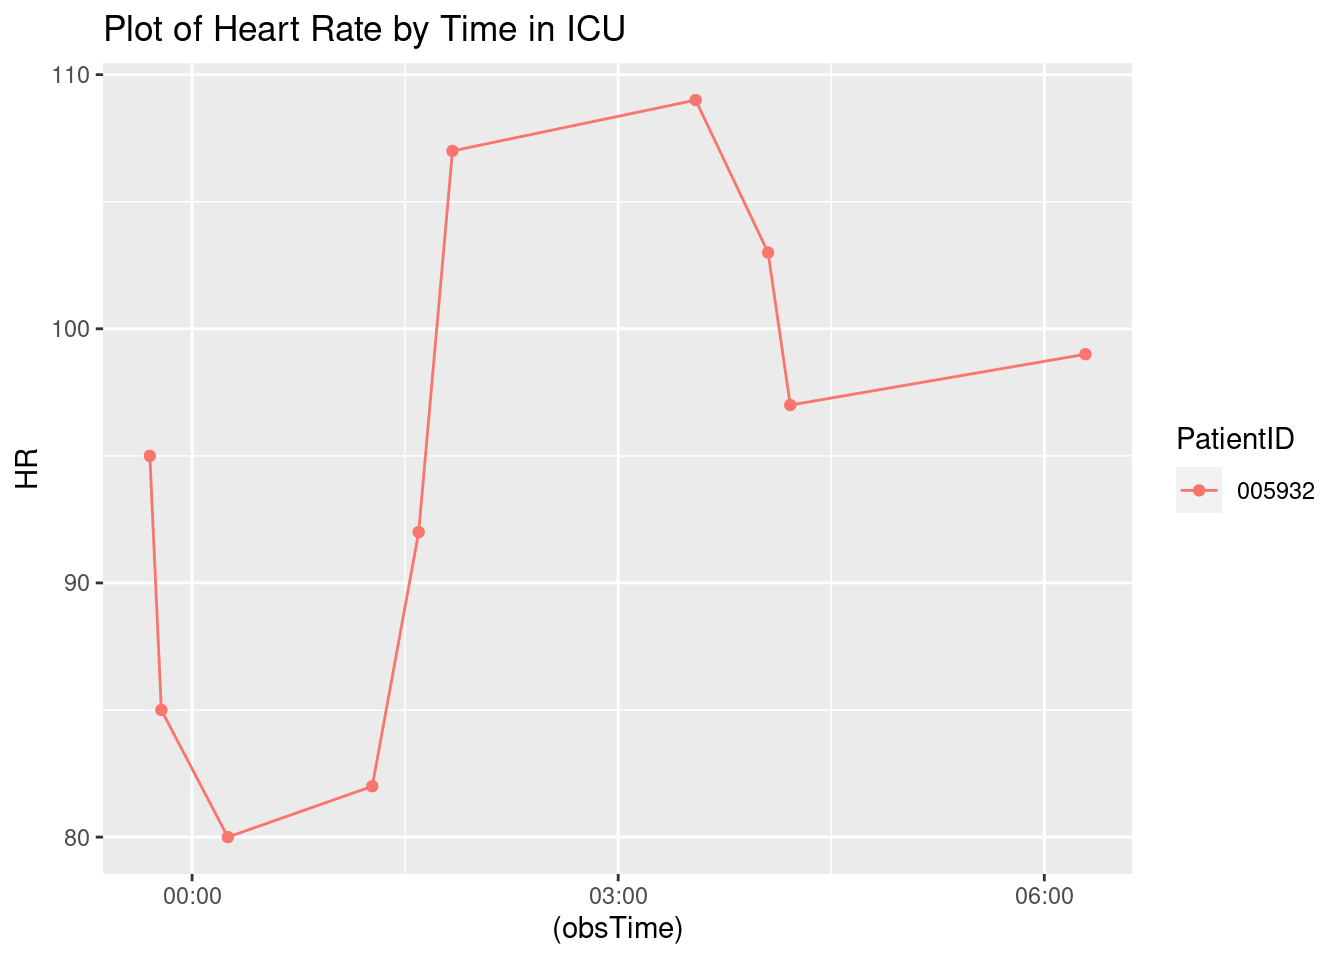 Plot of Heart Rate by Time in ICU
110
100
90
80
HR
00:00
03:00
06:00
(obsTime)
PatientID
005932